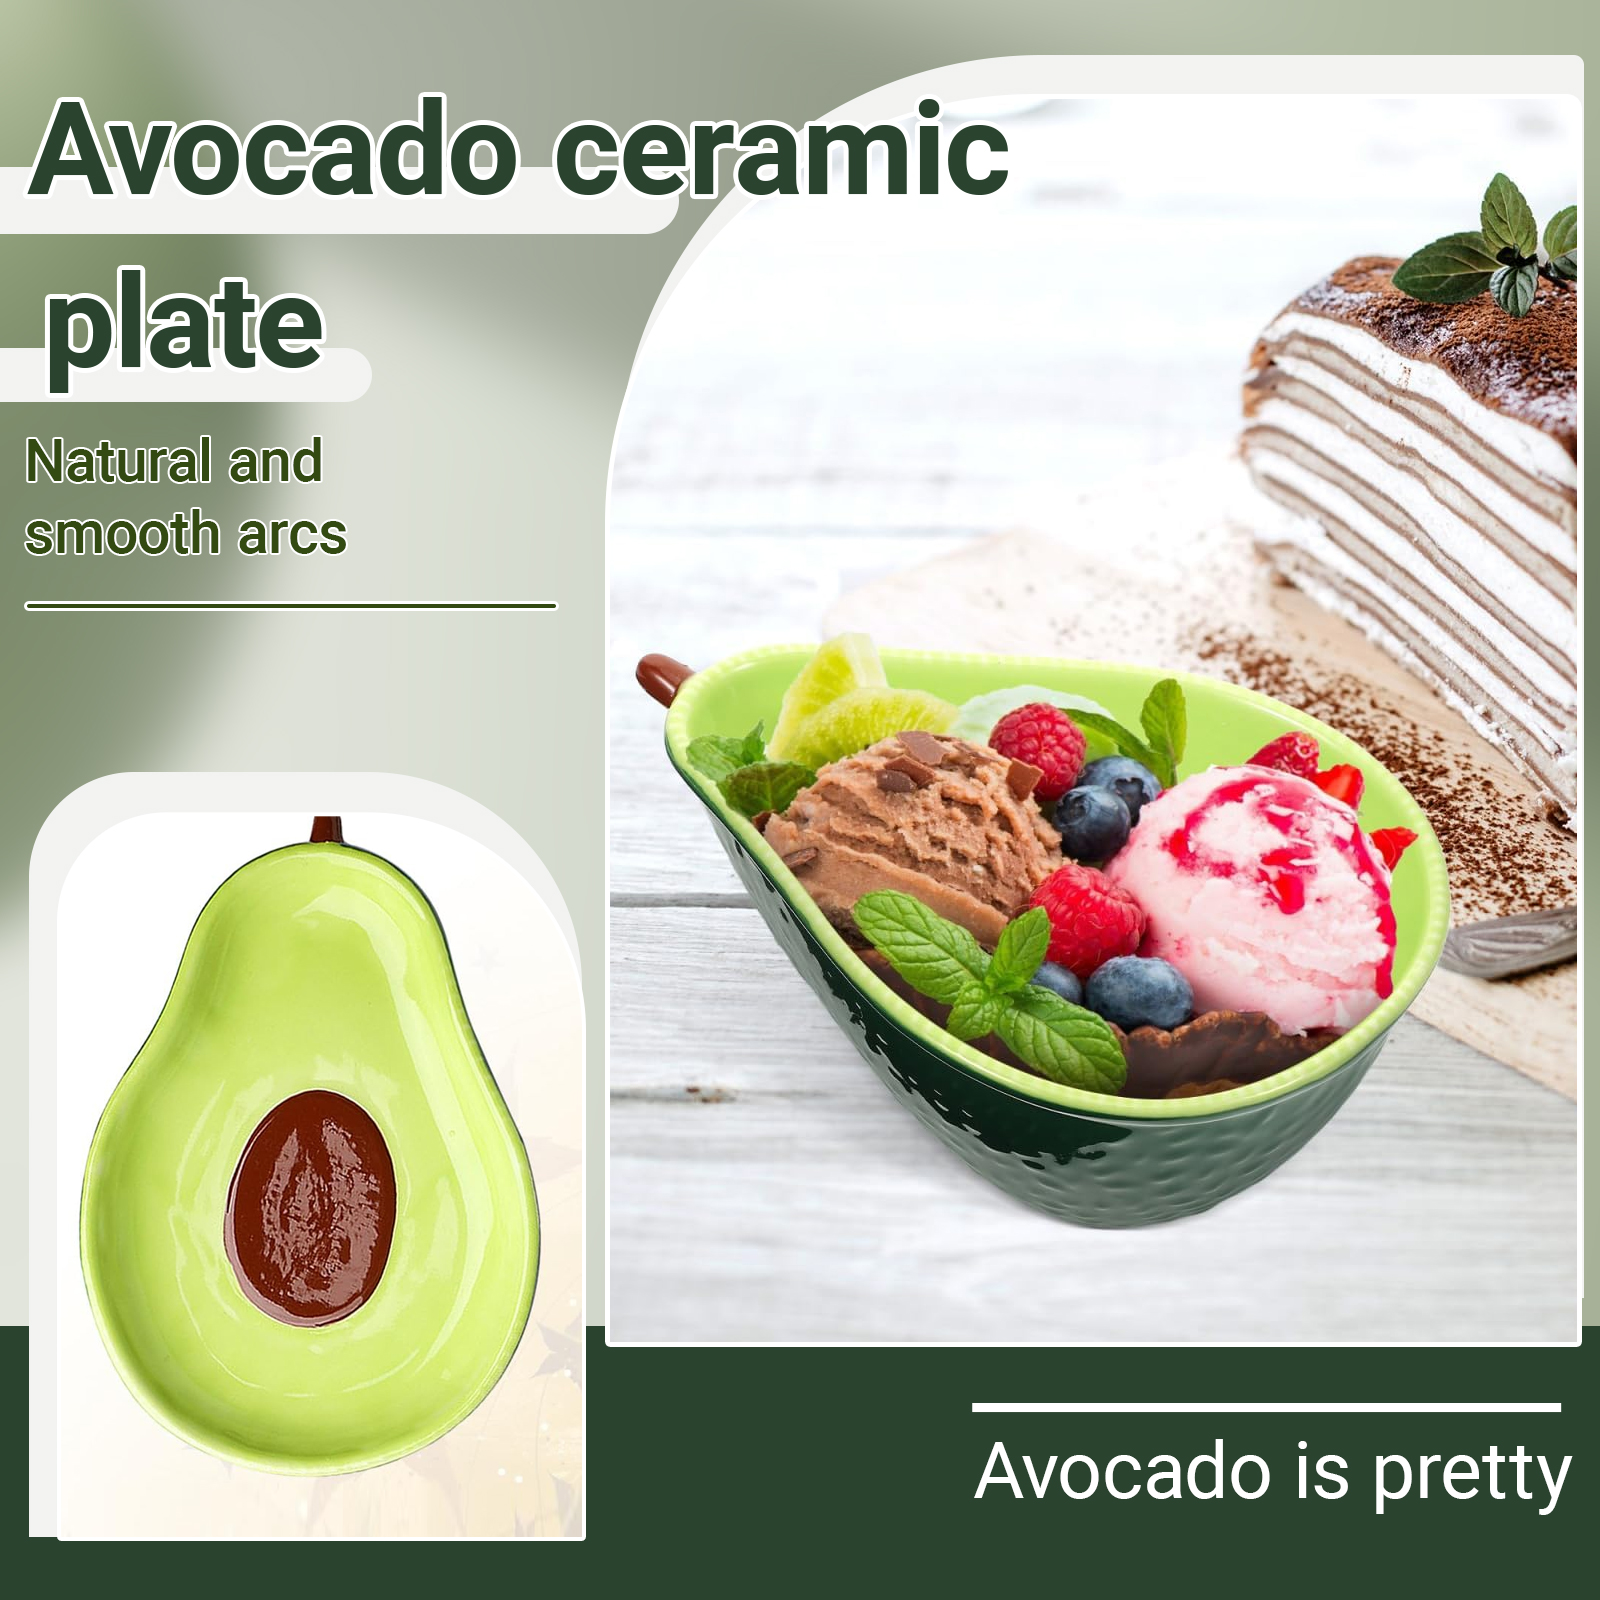 Avocado ceramic
plate
Natural and
smooth arcs
Avocado is pretty